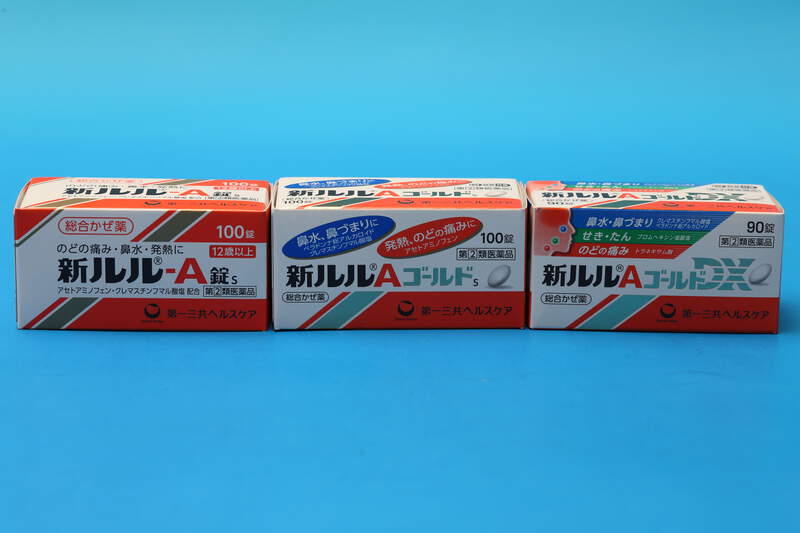 総合かぜ薬
100錠
のどの痛み・鼻水・発熱に
12歳以上
新ルル®-A錠s
アセトアミノフェン・クレマスチンフマル酸塩 配合 第②類医薬品
第一三共ヘルスケア
鼻水、鼻づまりに
ベラドンナ総アルカロイド
クレマスチンフマル酸塩
発熱、のどの痛みに
アセトアミノフェン
100錠
第②類医薬品
新ルル®Aゴールドs
総合かぜ薬
第一三共ヘルスケア
鼻水・鼻づまり
クレマスチンフマル酸塩
ベラドンナ総アルカロイド
せき・たん ブロムヘキシン塩酸塩
のどの痛み トラネキサム酸
90錠
第②類医薬品
新ルル®AゴールドDX
総合かぜ薬
第一三共ヘルスケア